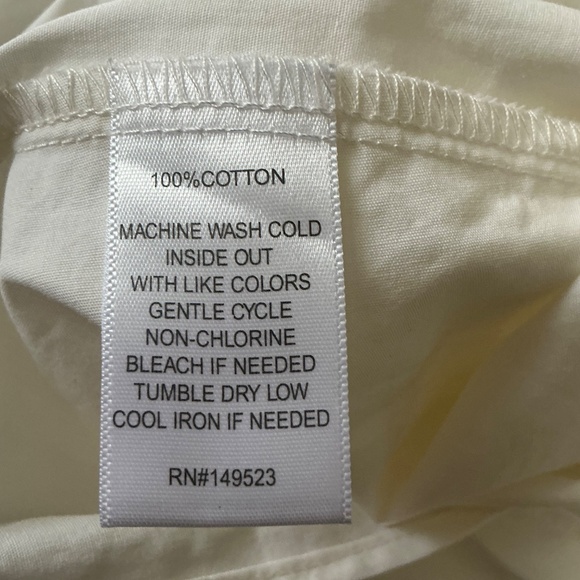 100%COTTON
MACHINE WASH COLD
INSIDE OUT
WITH LIKE COLORS
GENTLE CYCLE
NON-CHLORINE
BLEACH IF NEEDED
TUMBLE DRY LOW
COOL IRON IF NEEDED
RN#149523